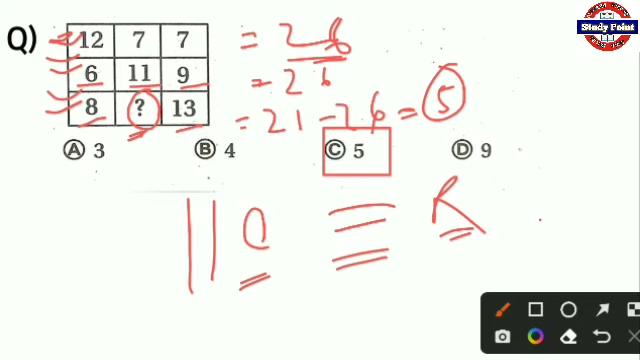 Q) 12 7 7 = 26
6 11 9 = 26
8 ? 13 = 21 - 26 = 5
A 3 B 4 C 5 D 9
|| C ≡ R
Study Point